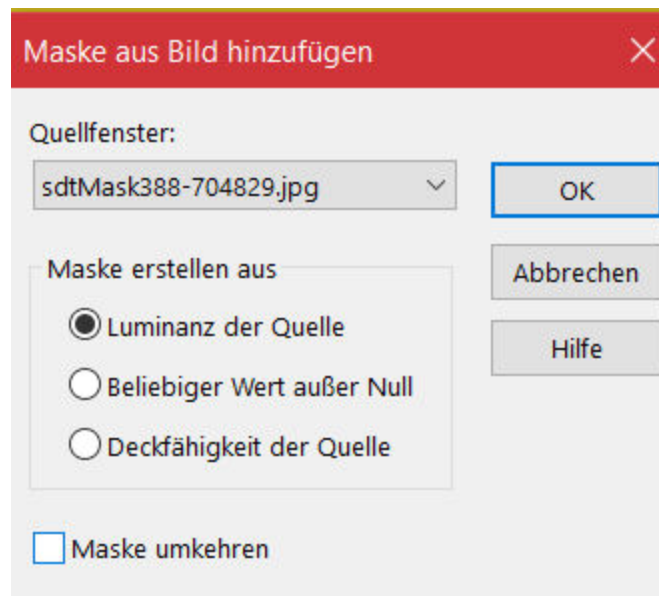 Maske aus Bild hinzufügen
Quellfenster:
sdtMask388-704829.jpg
OK
Maske erstellen aus
Abbrechen
Luminanz der Quelle
Hilfe
Beliebiger Wert außer Null
Deckfähigkeit der Quelle
Maske umkehren